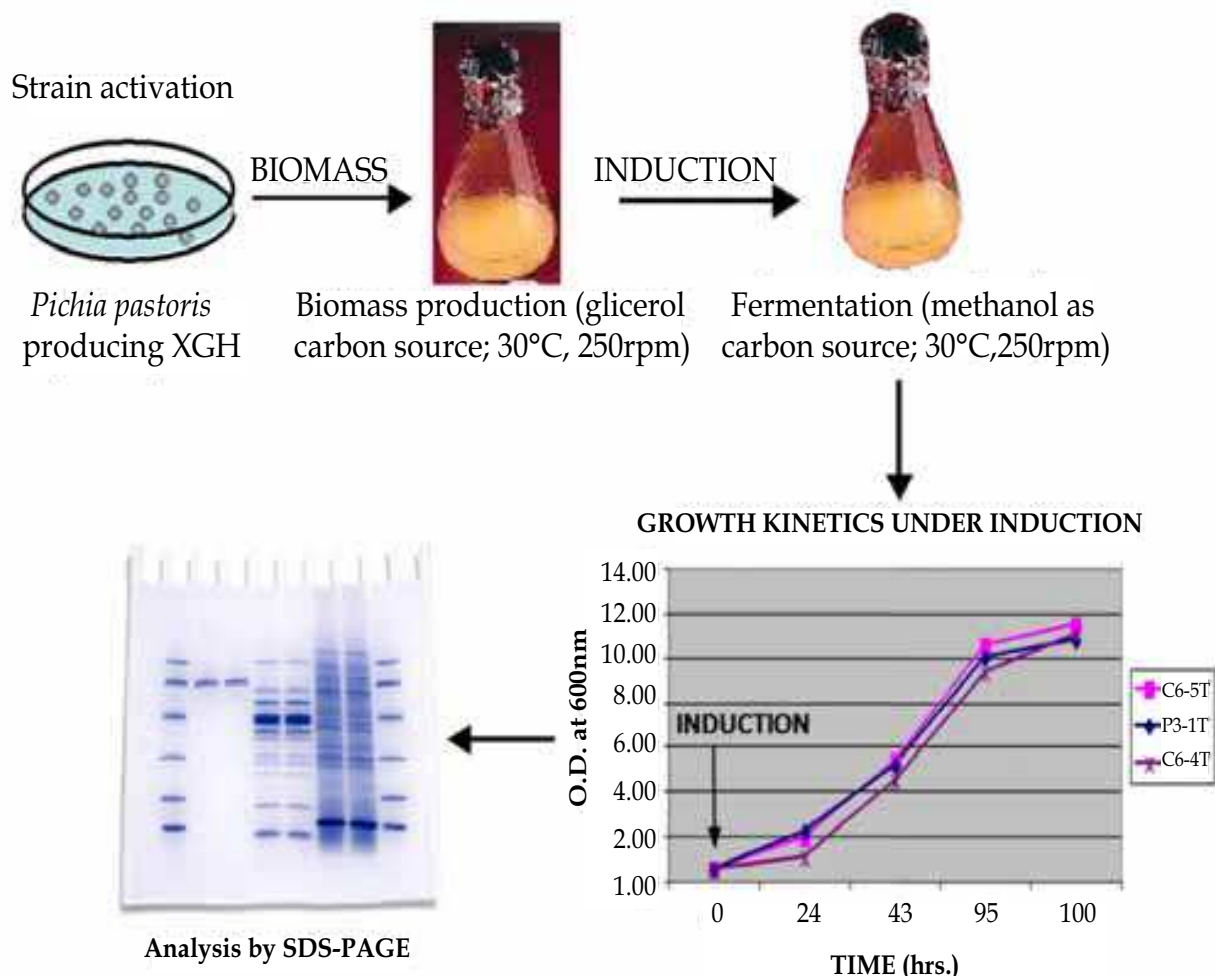 Strain activation
BIOMASS
INDUCTION
Pichia pastoris
producing XGH
Biomass production (glicerol
carbon source; 30°C, 250rpm)
Fermentation (methanol as
carbon source; 30°C,250rpm)
GROWTH KINETICS UNDER INDUCTION
14.00
12.00
10.00
8.00
6.00
4.00
2.00
1.00
O.D. at 600nm
INDUCTION
C6-5T
P3-1T
C6-4T
0 24 43 95 100
TIME (hrs.)
Analysis by SDS-PAGE